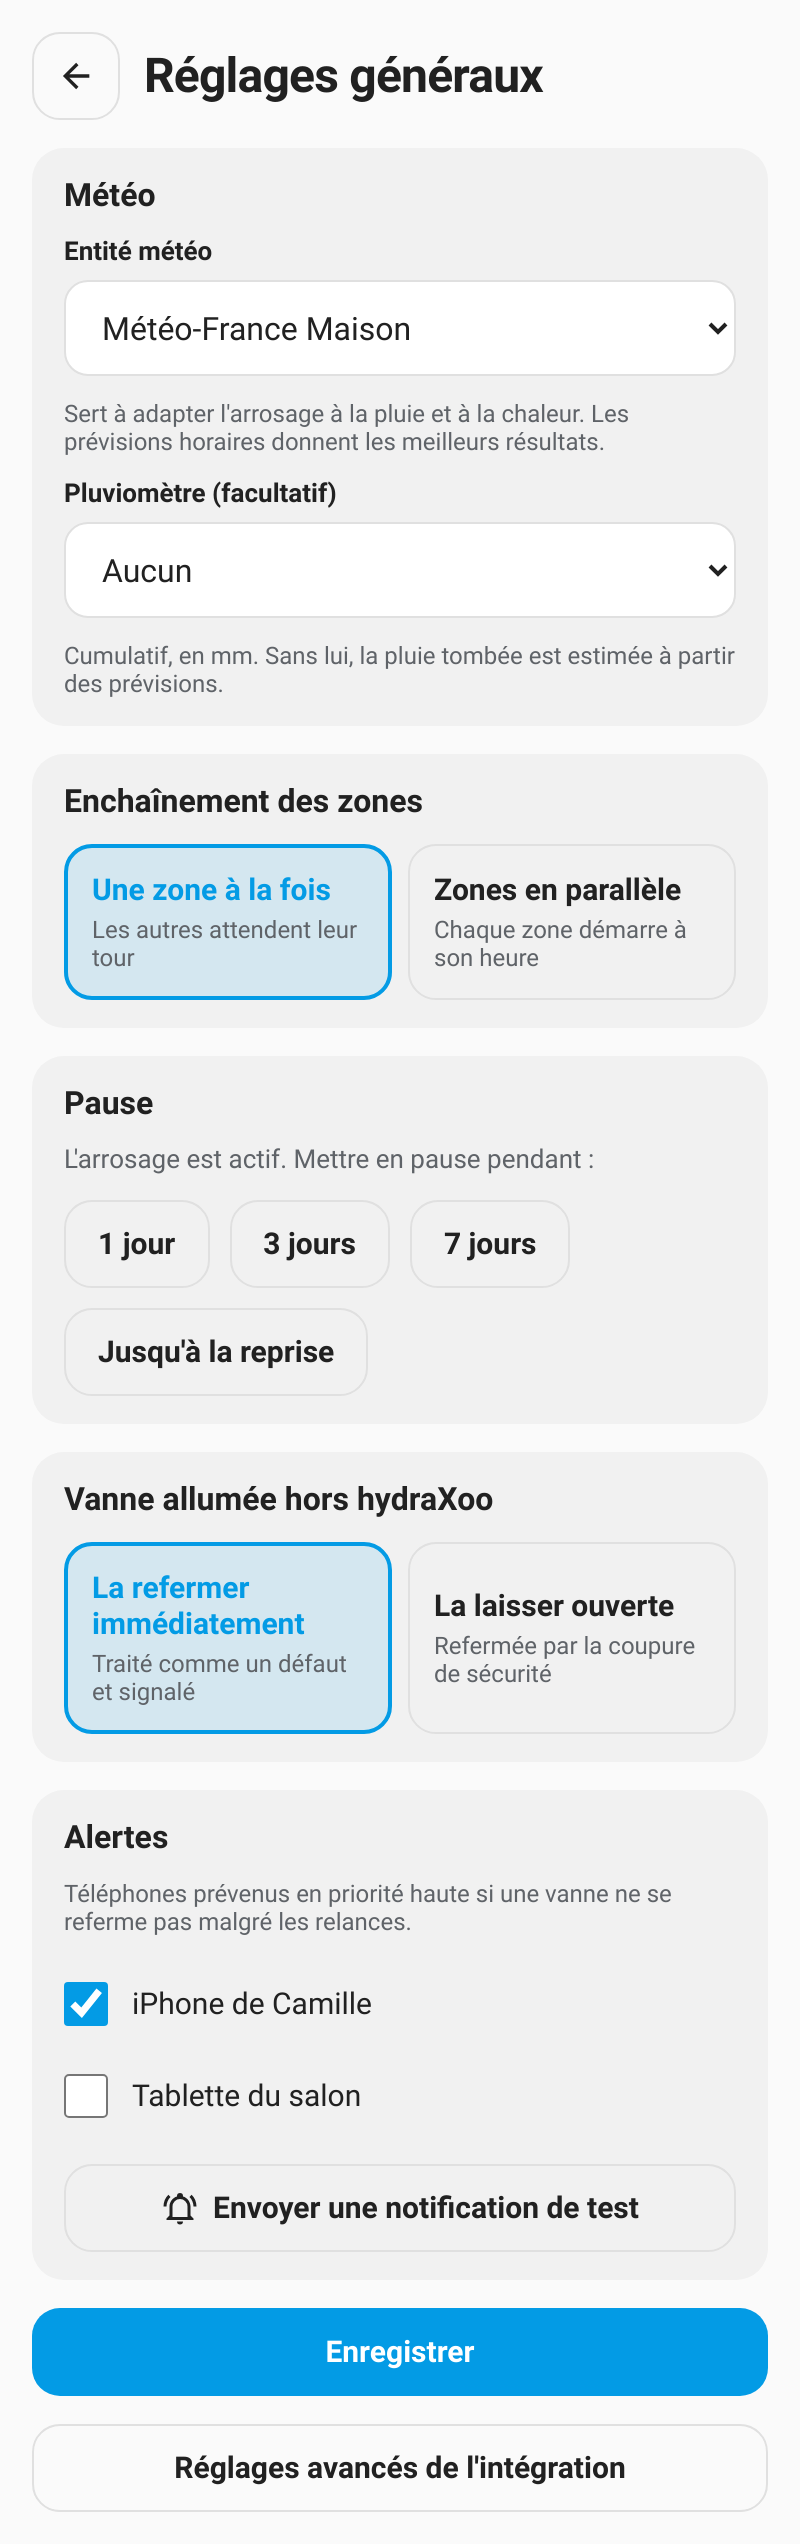 Réglages généraux
Météo
Entité météo
Météo-France Maison
Sert à adapter l'arrosage à la pluie et à la chaleur. Les
prévisions horaires donnent les meilleurs résultats.
Pluviomètre (facultatif)
Aucun
Cumulatif, en mm. Sans lui, la pluie tombée est estimée à partir
des prévisions.
Enchaînement des zones
Une zone à la fois
Les autres attendent leur
tour
Zones en parallèle
Chaque zone démarre à
son heure
Pause
L'arrosage est actif. Mettre en pause pendant :
1 jour
3 jours
7 jours
Jusqu'à la reprise
Vanne allumée hors hydraXoo
La refermer
immédiatement
Traité comme un défaut
et signalé
La laisser ouverte
Refermée par la coupure
de sécurité
Alertes
Téléphones prévenus en priorité haute si une vanne ne se
referme pas malgré les relances.
iPhone de Camille
Tablette du salon
Envoyer une notification de test
Enregistrer
Réglages avancés de l'intégration